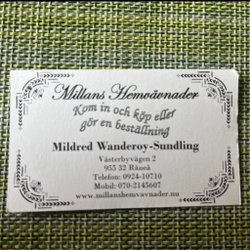 Millans Hemvävnader
Kom in och köp eller
gör en beställning
Mildred Wanderoy-Sundling
Västerbyvägen 2
955 32 Råneå
Telefon: 0924-10710
Mobil: 070-2145607
www.millanshemvavnader.nu